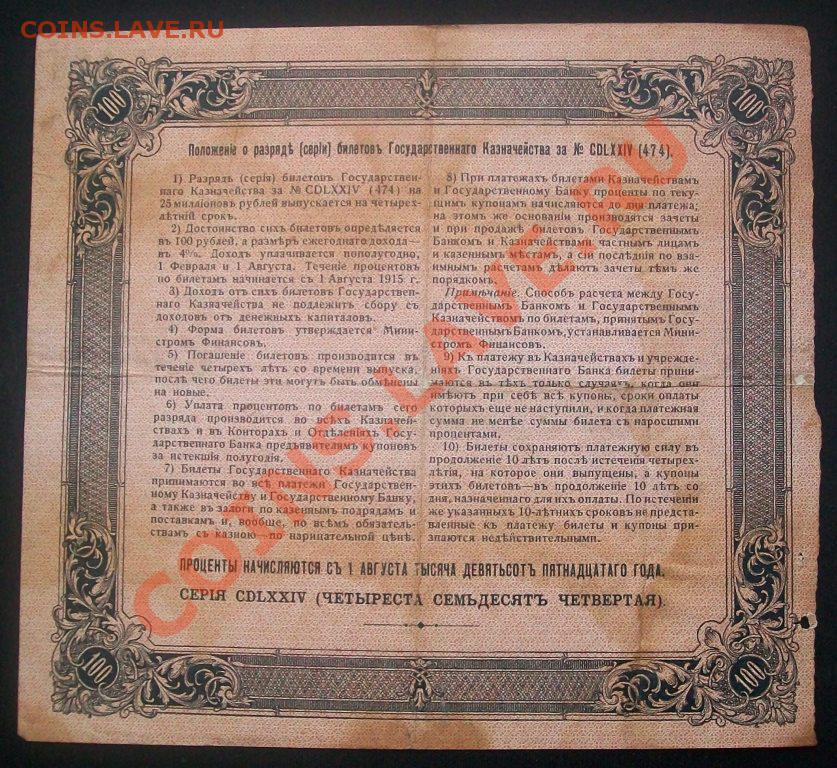 COINS.LAVE.RU
100
100
Положеніе о разрядѣ (серіи) билетовъ Государственнаго Казначейства за № CDLXXIV (474).
1) Разрядъ (серія) билетовъ Государствен-
наго Казначейства за № CDLXXIV (474) на
25 милліоновъ рублей выпускается на четырех-
лѣтній срокъ.
2) Достоинство сихъ билетовъ опредѣляется
въ 100 рублей, а размѣръ ежегоднаго дохода—
въ 4%. Доходъ уплачивается пополугодно,
1 Февраля и 1 Августа. Теченіе процентовъ
по билетамъ начинается съ 1 Августа 1915 г.
3) Доходъ отъ сихъ билетовъ Государствен-
наго Казначейства не подлежитъ сбору съ
доходовъ отъ денежныхъ капиталовъ.
4) Форма билетовъ утверждается Мини-
стромъ Финансовъ.
5) Погашеніе билетовъ производится въ
теченіе четырехъ лѣтъ со времени выпуска,
послѣ чего билеты эти могутъ быть обмѣнены
на новые.
6) Уплата процентовъ по билетамъ сего
разряда производится во всѣхъ Казначей-
ствахъ и въ Конторахъ и Отдѣленіяхъ Госу-
дарственнаго Банка предъявителямъ купоновъ
за истекшія полугодія.
7) Билеты Государственнаго Казначейства
принимаются во всѣ платежи Государствен-
ному Казначейству и Государственному Банку,
а также въ залоги по казеннымъ подрядамъ и
поставкамъ и, вообще, по всѣмъ обязатель-
ствамъ съ казною по нарицательной цѣнѣ.
8) При платежахъ билетами Казначействамъ
и Государственному Банку проценты по те-
кущимъ купонамъ начисляются до дня платежа;
на этомъ же основаніи производятся зачеты
и при продажѣ билетовъ Государственнымъ
Банкомъ и Казначействамъ частнымъ лицамъ
и казеннымъ мѣстамъ, а сіи послѣднія по вза-
имнымъ расчетамъ дѣлаютъ зачеты тѣмъ же
порядкомъ.
Примѣчаніе. Способъ расчета между Госу-
дарственнымъ Банкомъ и Государственнымъ
Казначействомъ по билетамъ, принятымъ Госу-
дарственнымъ Банкомъ, устанавливается Мини-
стромъ Финансовъ.
9) Къ платежу въ Казначействахъ и учрежде-
ніяхъ Государственнаго Банка билеты прини-
маются въ тѣхъ только случаяхъ, когда они
имѣютъ при себѣ всѣ купоны, сроки оплаты
которыхъ еще не наступили, и когда платежная
сумма не менѣе суммы билета съ наросшими
процентами.
10) Билеты сохраняютъ платежную силу въ
продолженіе 10 лѣтъ послѣ истеченія четырех-
лѣтія, на которое они выпущены, а купоны
этихъ билетовъ—въ продолженіе 10 лѣтъ со
дня, назначеннаго для ихъ оплаты. По истеченіи
же указанныхъ 10-лѣтнихъ сроковъ не предста-
вленные къ платежу билеты и купоны при-
знаются недѣйствительными.
ПРОЦЕНТЫ НАЧИСЛЯЮТСЯ СЪ 1 АВГУСТА ТЫСЯЧА ДЕВЯТЬСОТЪ ПЯТНАДЦАТАГО ГОДА.
СЕРІЯ CDLXXIV (ЧЕТЫРЕСТА СЕМЬДЕСЯТЪ ЧЕТВЕРТАЯ).
100
100
COINS.LAVE.RU